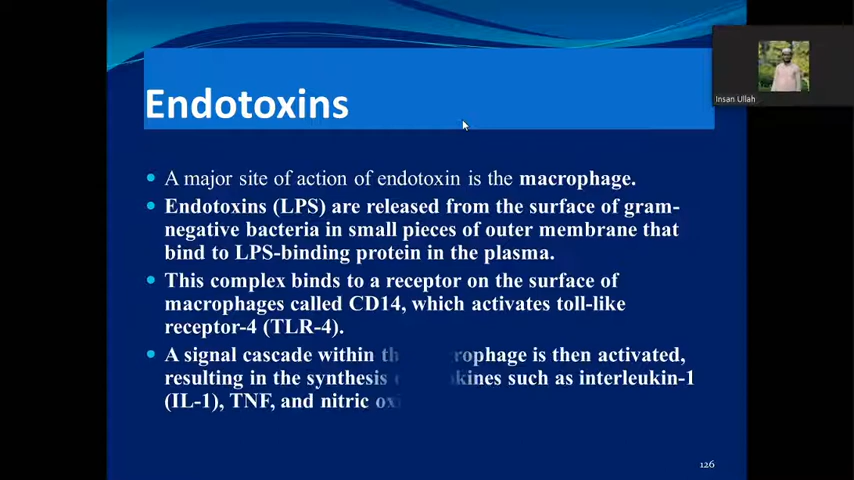 Endotoxins
Insan Ullah
A major site of action of endotoxin is the macrophage.
Endotoxins (LPS) are released from the surface of gram-
negative bacteria in small pieces of outer membrane that
bind to LPS-binding protein in the plasma.
This complex binds to a receptor on the surface of
macrophages called CD14, which activates toll-like
receptor-4 (TLR-4).
A signal cascade within is then activated,
resulting in the synthesis such as interleukin-1
(IL-1), TNF, and nitric
126